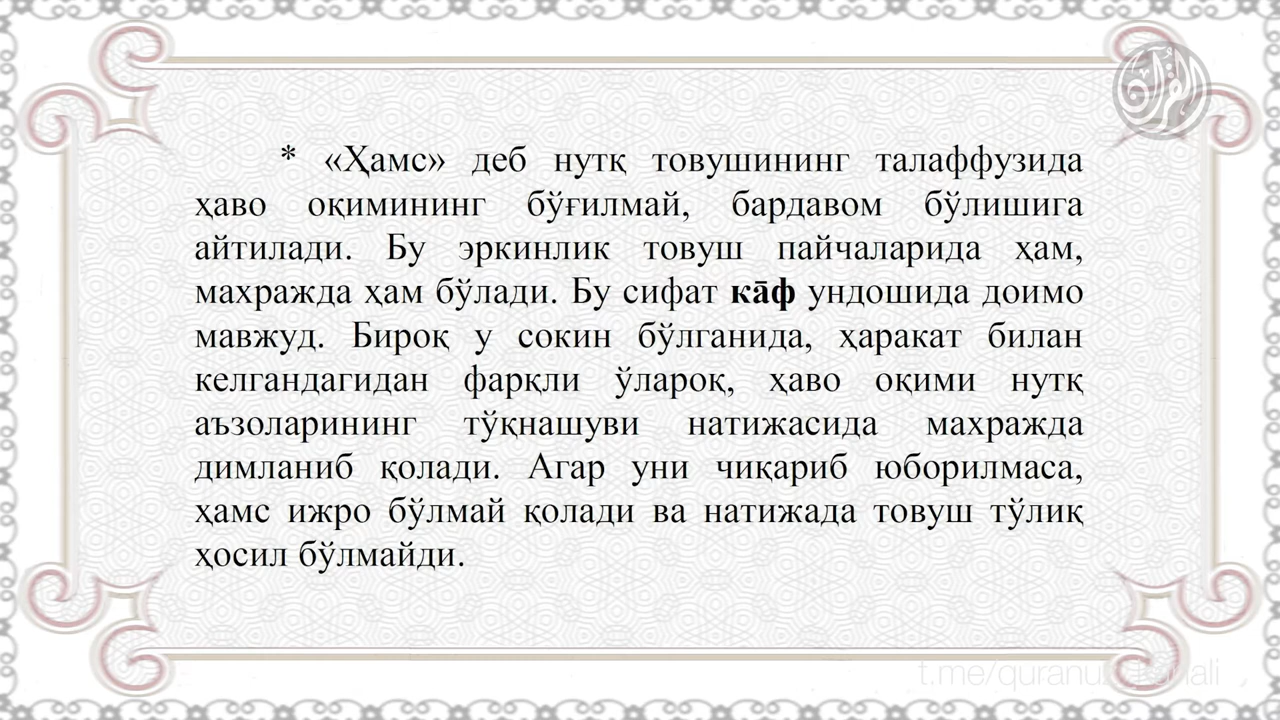 القرآن
* «Ҳамс» деб нутқ товушининг талаффузида
ҳаво оқимининг бўғилмай, бардавом бўлишига
айтилади. Бу эркинлик товуш пайчаларида ҳам,
махражда ҳам бўлади. Бу сифат кāф ундошида доимо
мавжуд. Бироқ у сокин бўлганида, ҳаракат билан
келгандагидан фарқли ўлароқ, ҳаво оқими нутқ
аъзоларининг тўқнашуви натижасида махражда
димланиб қолади. Агар уни чиқариб юборилмаса,
ҳамс ижро бўлмай қолади ва натижада товуш тўлиқ
ҳосил бўлмайди.